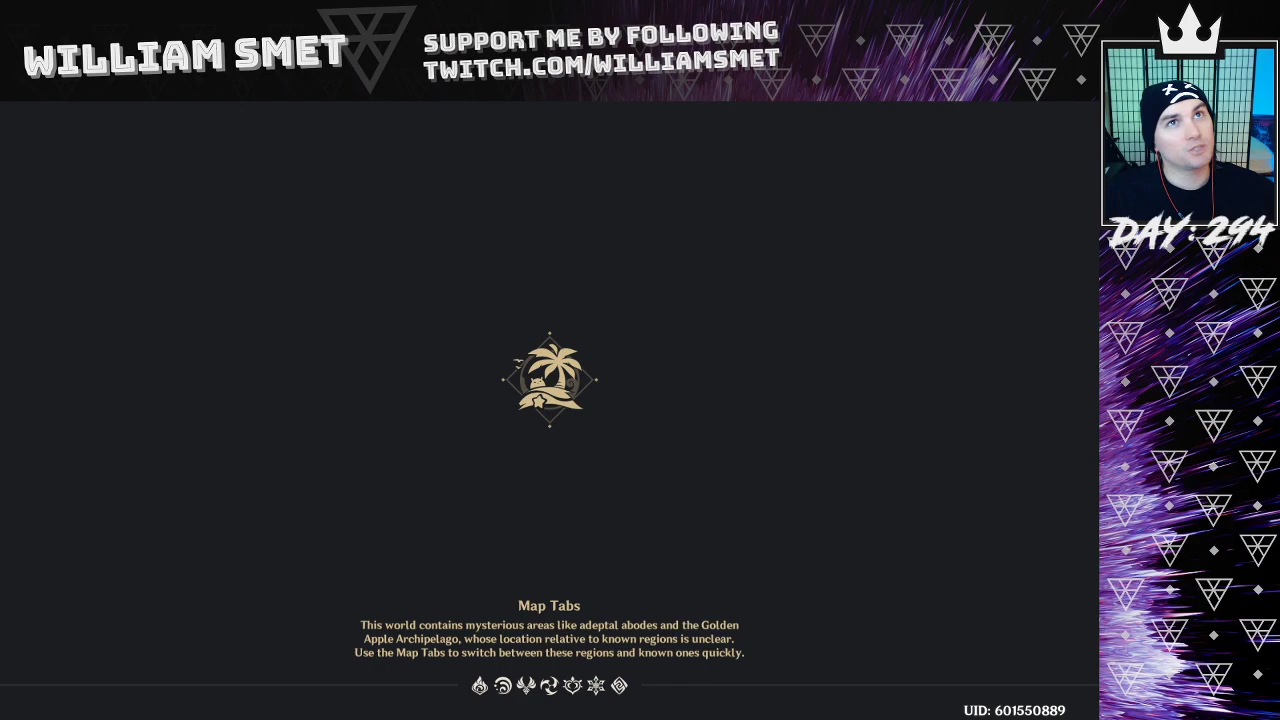 WILLIAM SMET
SUPPORT ME BY FOLLOWING
TWITCH.COM/WILLIAMSMET
DAY: 294
Map Tabs
This world contains mysterious areas like adeptal abodes and the Golden
Apple Archipelago, whose location relative to known regions is unclear.
Use the Map Tabs to switch between these regions and known ones quickly.
UID: 601550889